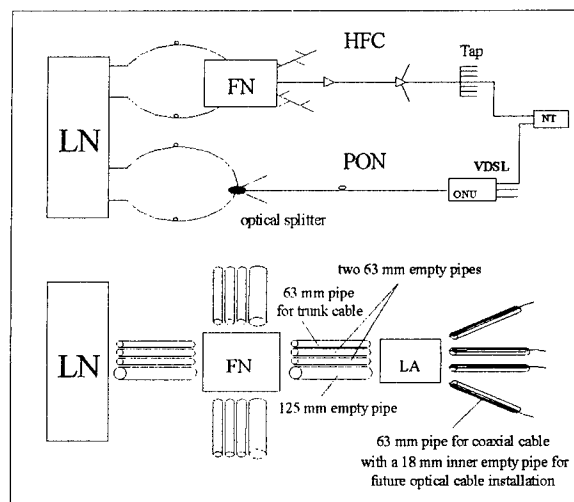 HFC
Tap
LN
FN
NT
PON
VDSL
ONU
optical splitter
two 63 mm empty pipes
63 mm pipe
for trunk cable
LN
FN
LA
125 mm empty pipe
63 mm pipe for coaxial cable
with a 18 mm inner empty pipe for
future optical cable installation